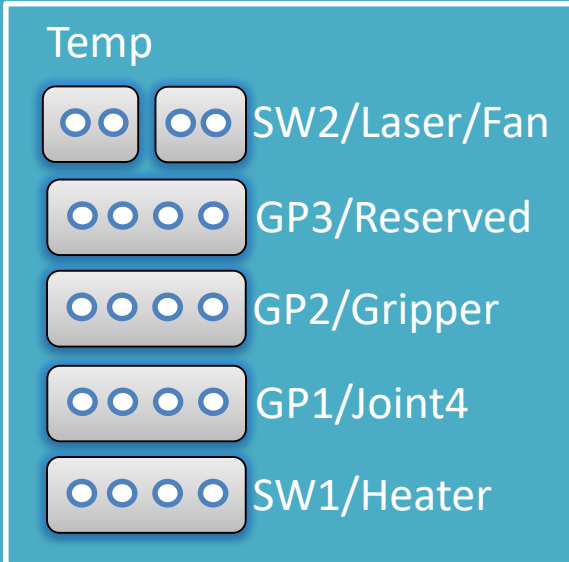 Temp
SW2/Laser/Fan
GP3/Reserved
GP2/Gripper
GP1/Joint4
SW1/Heater